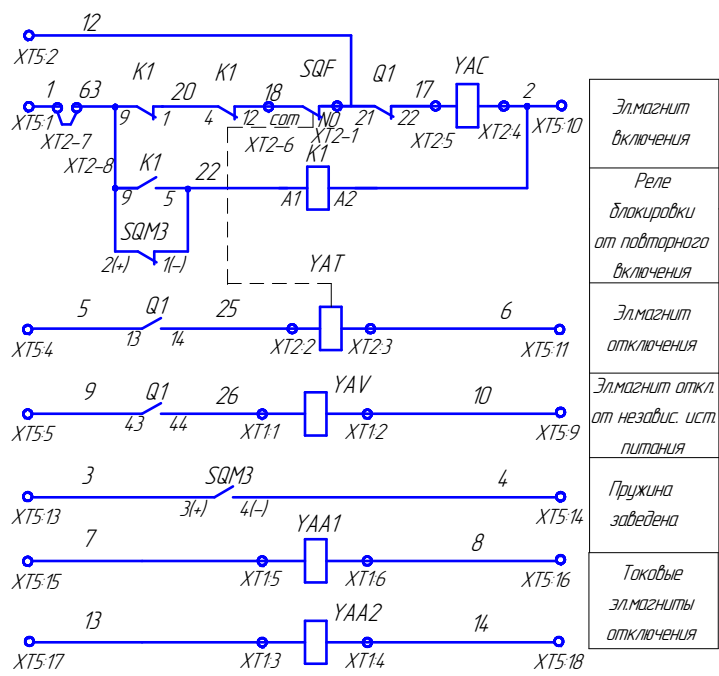 12
XT5:2
1
63
K1
20
K1
18
SQF
Q1
17
YAC
2
XT5:1
XT2-7
XT2-8
9
1
4
12
com
NO
XT2-6
XT2-1
21
22
XT2:5
XT2:4
XT5:10
Эл.магнит
включения
K1
22
K1
9
5
A1
A2
SQM3
2(+)
1(-)
Реле
блокировки
от повторного
включения
YAT
5
Q1
25
6
XT5:4
13
14
XT2:2
XT2:3
XT5:11
Эл.магнит
отключения
9
Q1
26
YAV
10
XT5:5
43
44
XT1:1
XT1:2
XT5:9
Эл.магнит откл.
от независ. ист.
питания
3
SQM3
4
XT5:13
3(+)
4(-)
XT5:14
Пружина
заведена
7
YAA1
8
XT5:15
XT1:5
XT1:6
XT5:16
13
YAA2
14
XT5:17
XT1:3
XT1:4
XT5:18
Токовые
эл.магниты
отключения